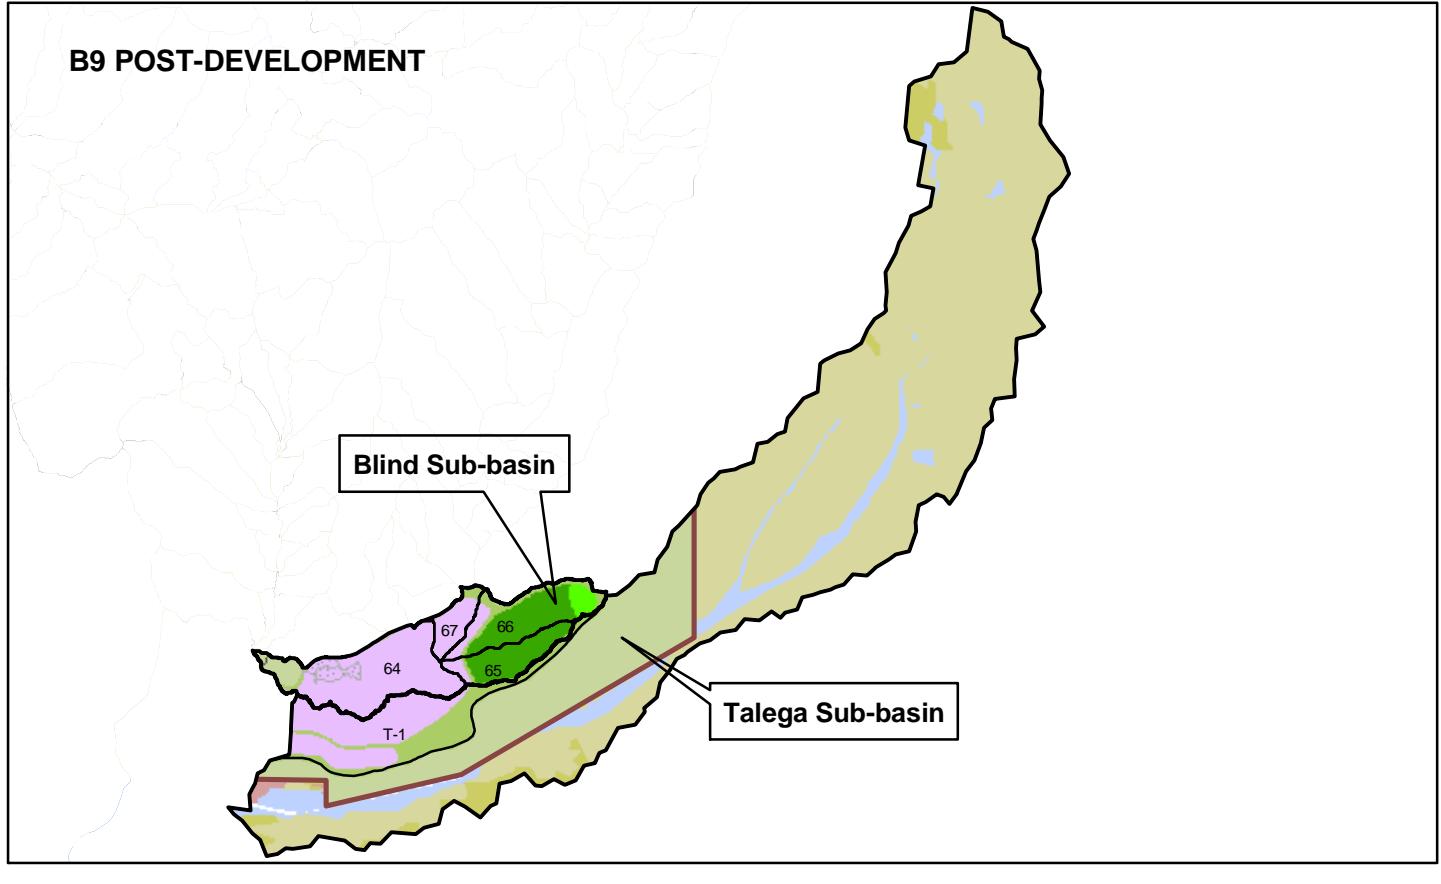 B9 POST-DEVELOPMENT
Blind Sub-basin
67
66
64
65
Talega Sub-basin
T-1